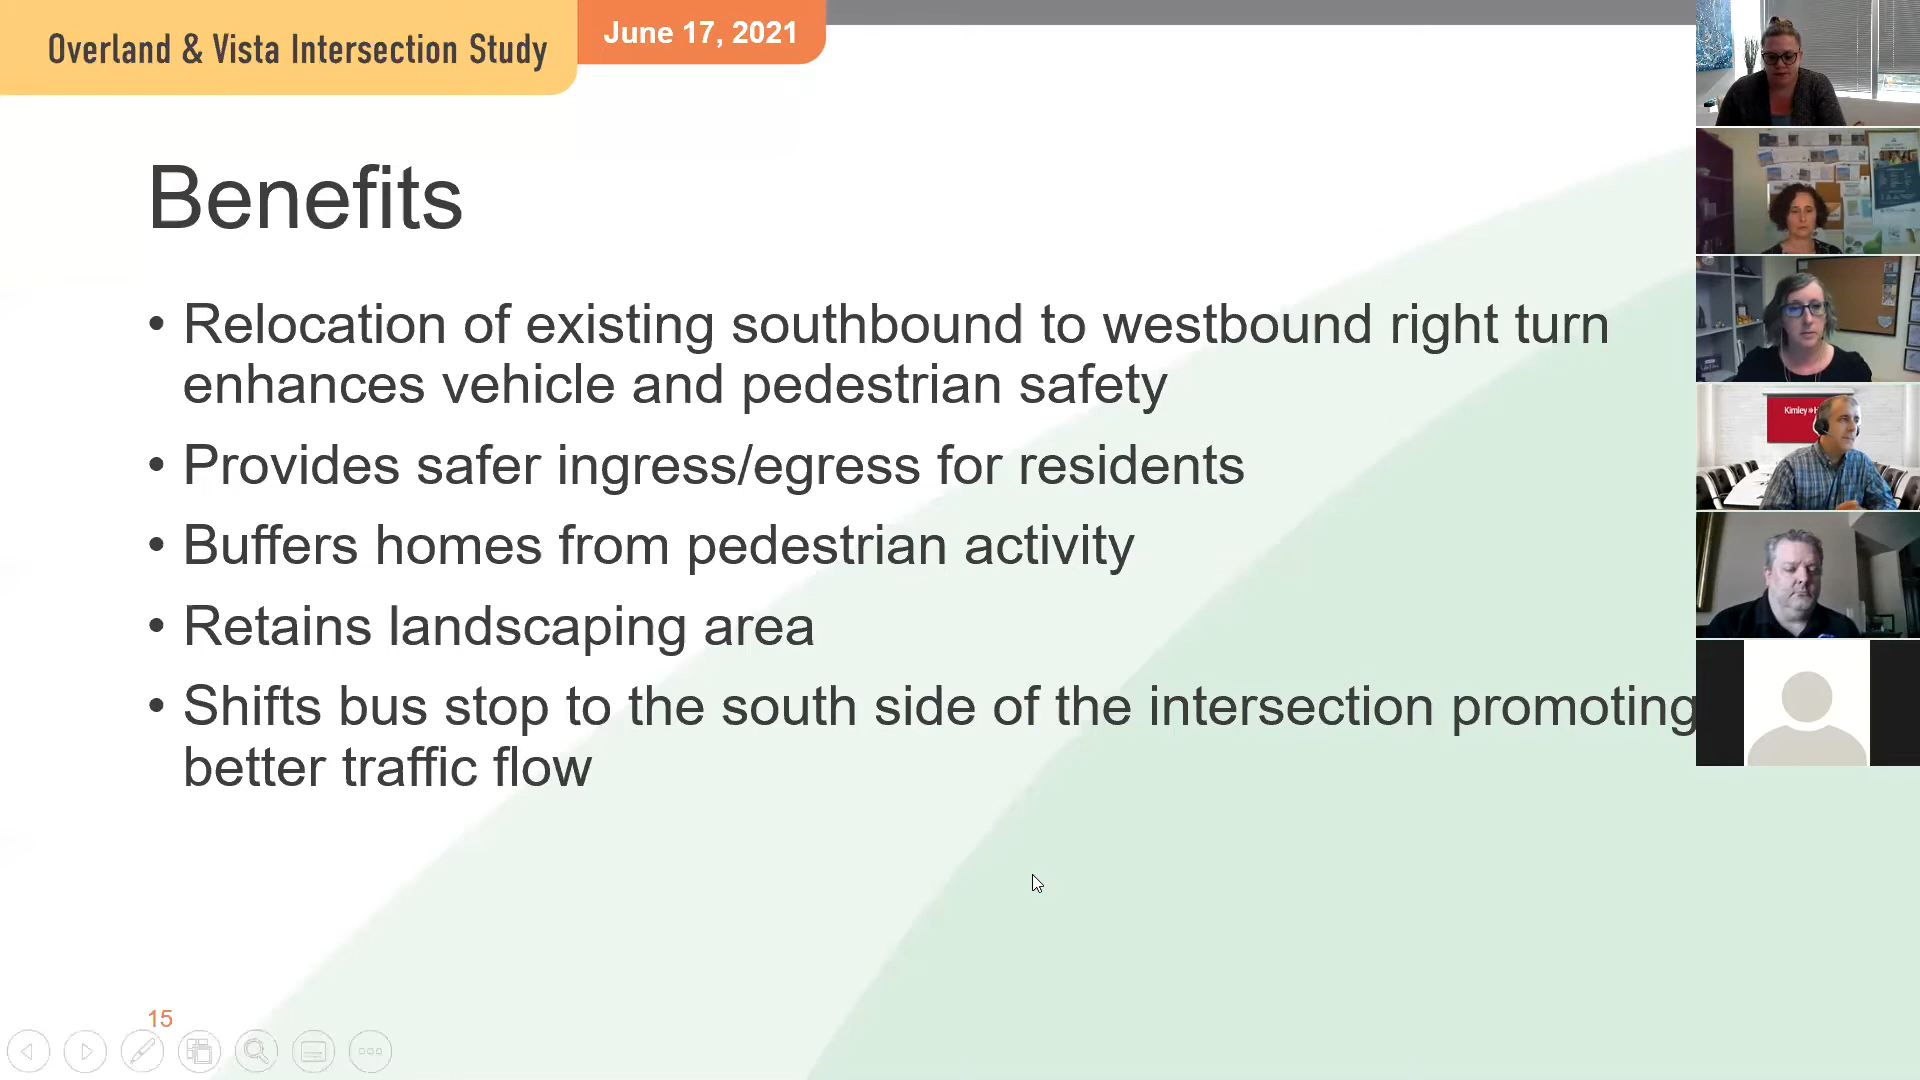 Overland & Vista Intersection Study
June 17, 2021
Benefits
• Relocation of existing southbound to westbound right turn
enhances vehicle and pedestrian safety
• Provides safer ingress/egress for residents
• Buffers homes from pedestrian activity
• Retains landscaping area
• Shifts bus stop to the south side of the intersection promoting
better traffic flow
15